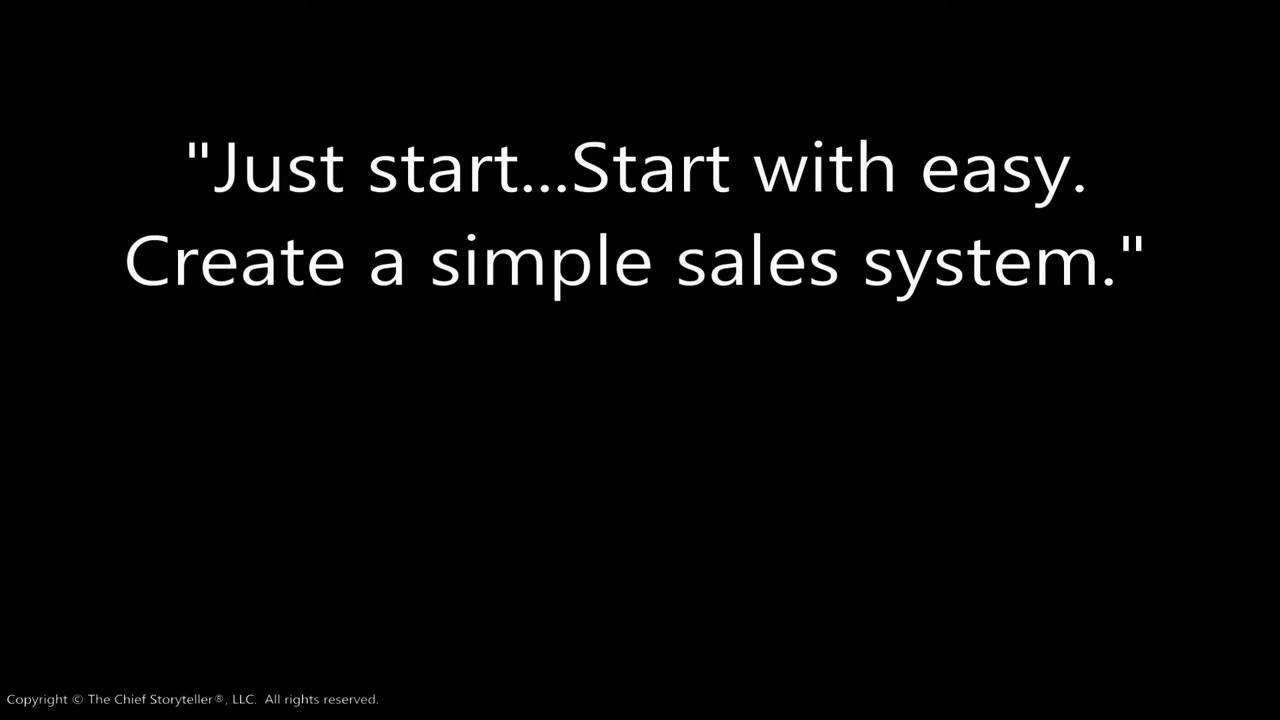 "Just start...Start with easy.
Create a simple sales system."
Copyright © The Chief Storyteller®, LLC.  All rights reserved.